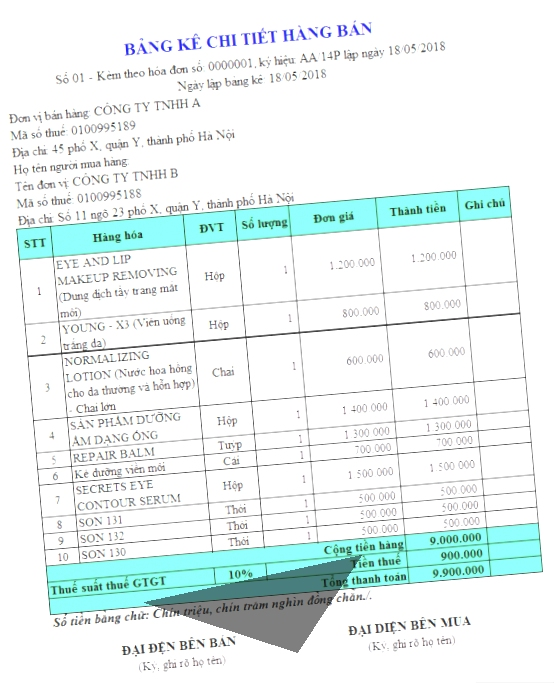 BẢNG KÊ CHI TIẾT HÀNG BÁN
Số 01 - Kèm theo hóa đơn số: 0000001, ký hiệu: AA/14P lập ngày 18/05/2018
Ngày lập bảng kê: 18/05/2018
Đơn vị bán hàng: CÔNG TY TNHH A
Mã số thuế: 0100995189
Địa chỉ: 45 phố X, quận Y, thành phố Hà Nội
Họ tên người mua hàng:
Tên đơn vị: CÔNG TY TNHH B
Mã số thuế: 0100995188
Địa chỉ: Số 11 ngõ 23 phố X, quận Y, thành phố Hà Nội
STT Hàng hóa ĐVT Số lượng Đơn giá Thành tiền Ghi chú
1 EYE AND LIP MAKEUP REMOVING (Dung dịch tẩy trang mắt môi) Hộp 1 1.200.000 1.200.000
2 YOUNG - X3 (Viên uống trắng da) Hộp 1 800.000 800.000
3 NORMALIZING LOTION (Nước hoa hồng cho da thường và hỗn hợp) - Chai lớn Chai 1 600.000 600.000
4 SẢN PHẨM DƯỠNG ẨM DẠNG ỐNG Hộp 1 1.400.000 1.400.000
5 REPAIR BALM Tuýp 1 1.300.000 1.300.000
6 Kẻ dưỡng viền môi Cái 1 700.000 700.000
7 SECRETS EYE CONTOUR SERUM Hộp 1 1.500.000 1.500.000
8 SON 131 Thỏi 1 500.000 500.000
9 SON 132 Thỏi 1 500.000 500.000
10 SON 130 Thỏi 1 500.000 500.000
Cộng tiền hàng 9.000.000
Thuế suất thuế GTGT 10% Tiền thuế 900.000
Tổng thanh toán 9.900.000
Số tiền bằng chữ: Chín triệu, chín trăm nghìn đồng chẵn./.
ĐẠI DỆN BÊN BÁN
(Ký, ghi rõ họ tên)
ĐẠI DIỆN BÊN MUA
(Ký, ghi rõ họ tên)